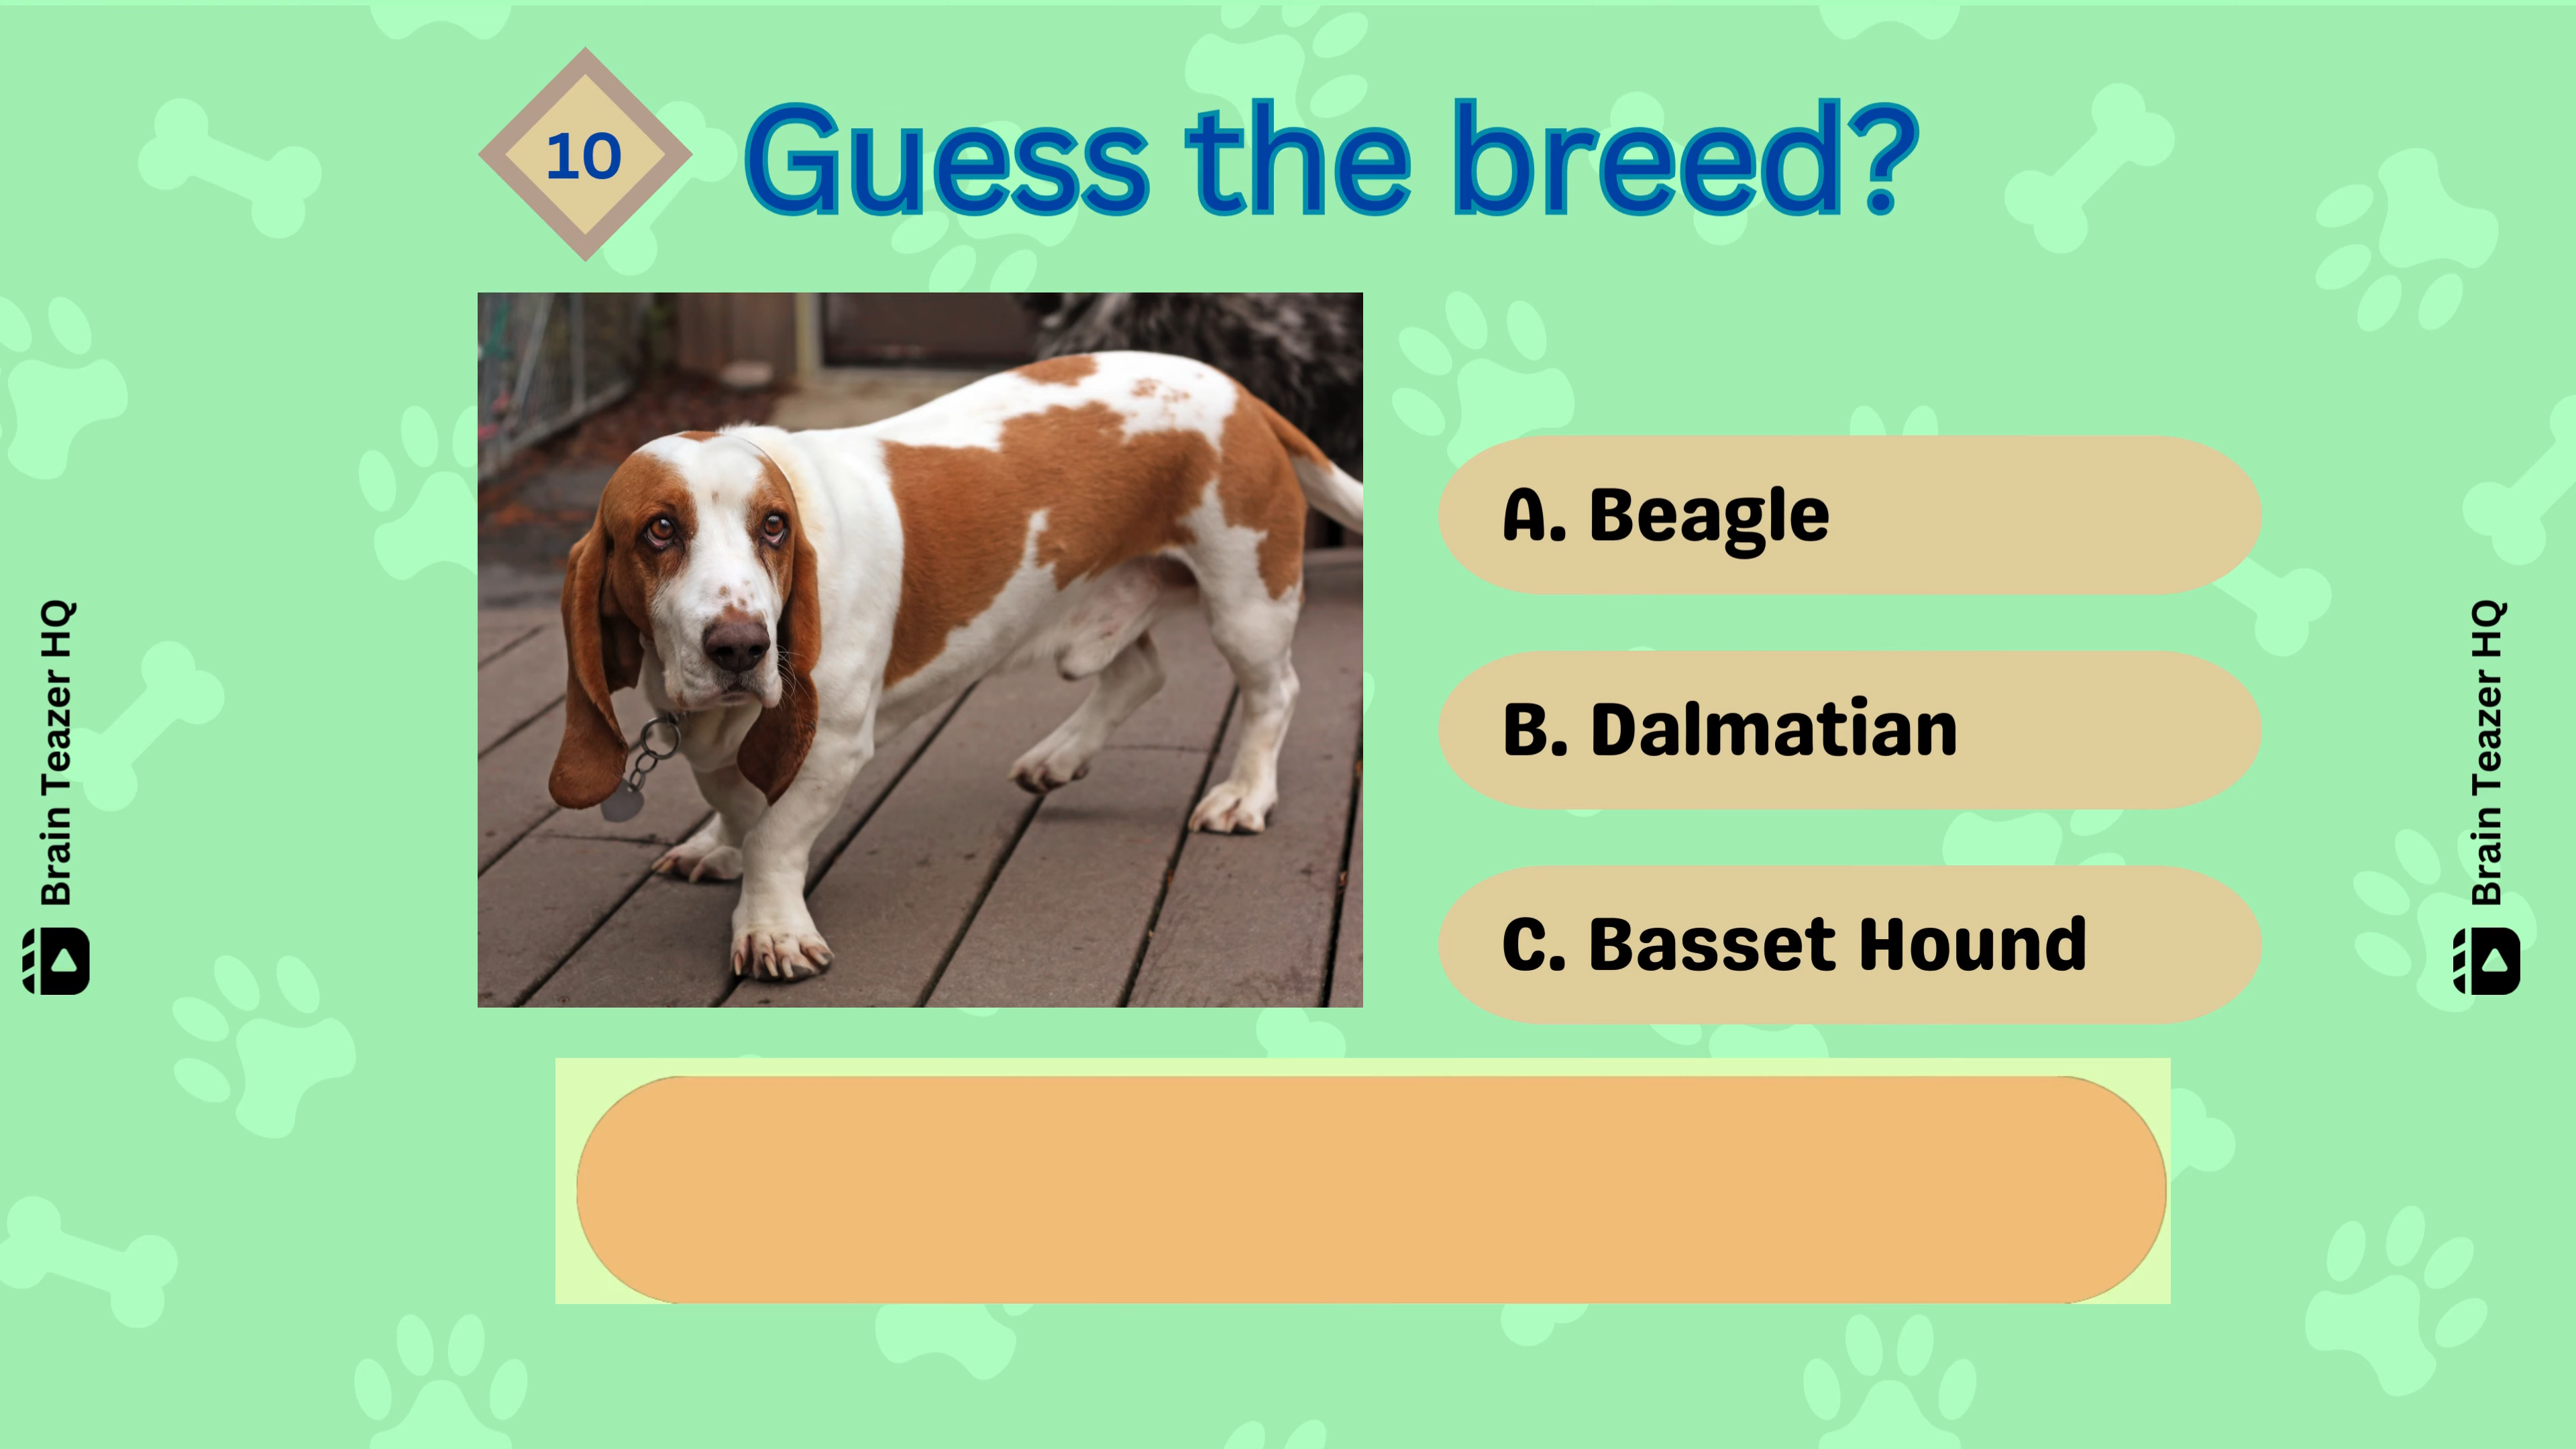 10
Guess the breed?
A. Beagle
B. Dalmatian
C. Basset Hound
Brain Teazer HQ
Brain Teazer HQ